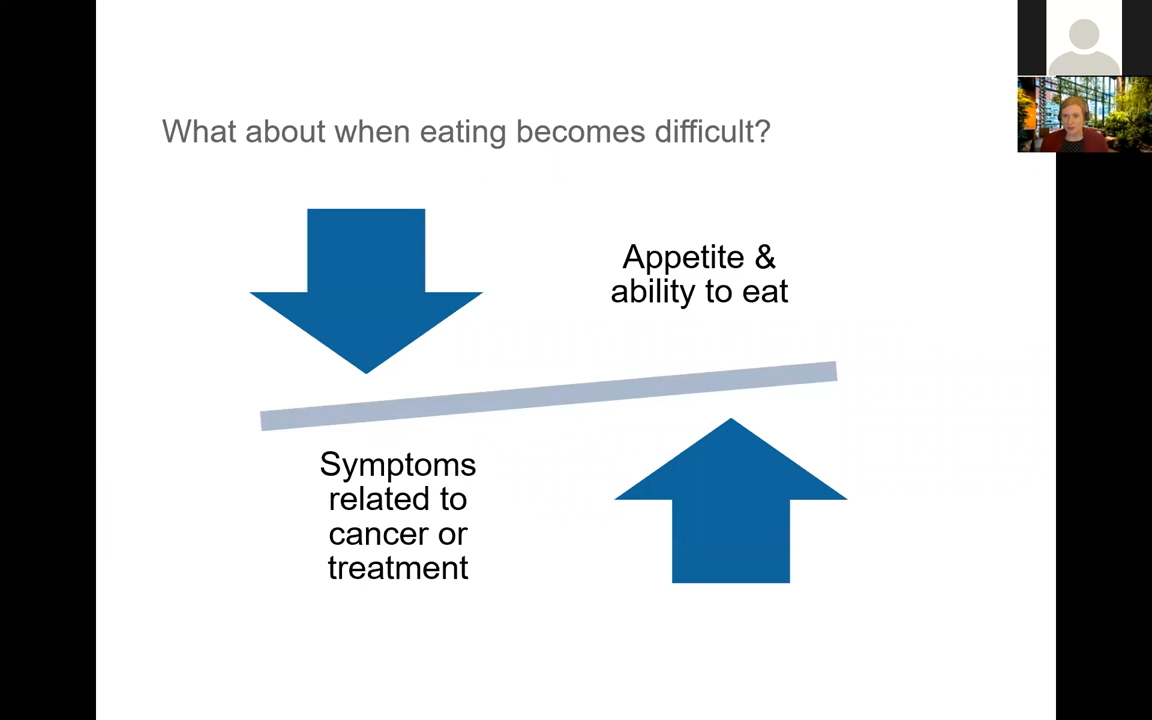 What about when eating becomes difficult?
Appetite &
ability to eat
Symptoms
related to
cancer or
treatment